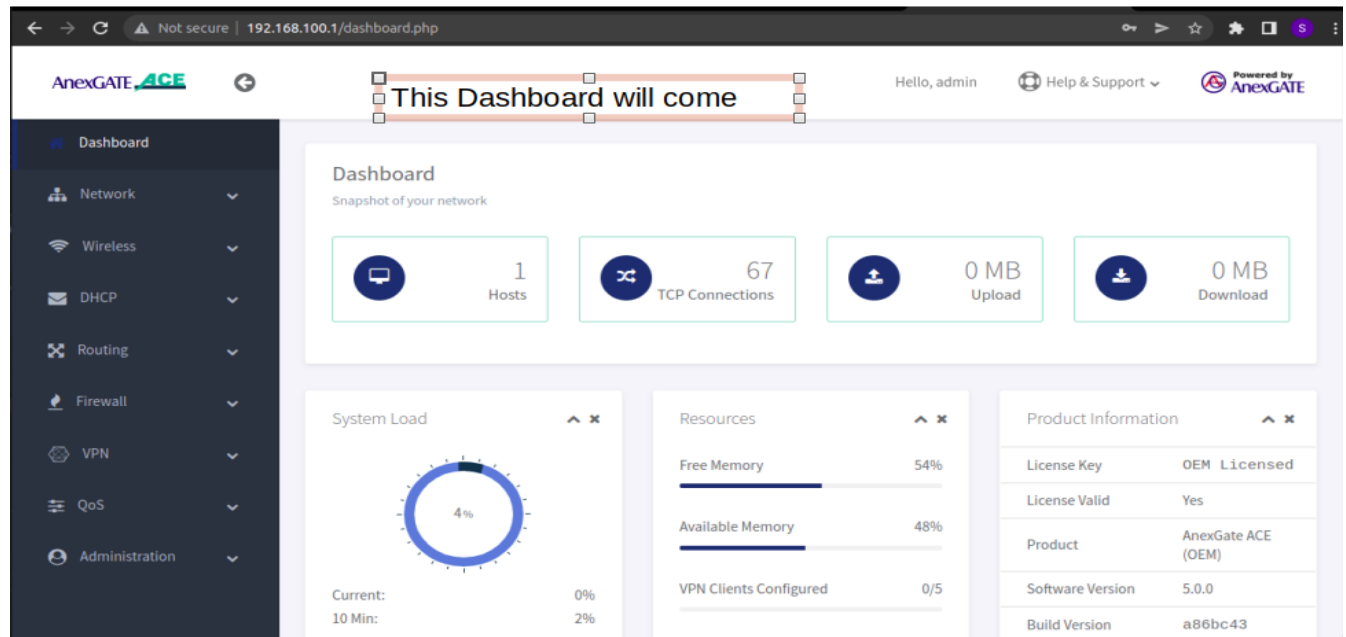 Not secure | 192.168.100.1/dashboard.php
S
AnexGATE ACE
This Dashboard will come
Hello, admin
Help & Support
Powered by
AnexGATE
Dashboard
Network
Wireless
DHCP
Routing
Firewall
VPN
QoS
Administration
Dashboard
Snapshot of your network
1
Hosts
67
TCP Connections
0 MB
Upload
0 MB
Download
System Load
4%
Current: 0%
10 Min: 2%
Resources
Free Memory 54%
Available Memory 48%
VPN Clients Configured 0/5
Product Information
License Key OEM Licensed
License Valid Yes
Product AnexGate ACE
(OEM)
Software Version 5.0.0
Build Version a86bc43